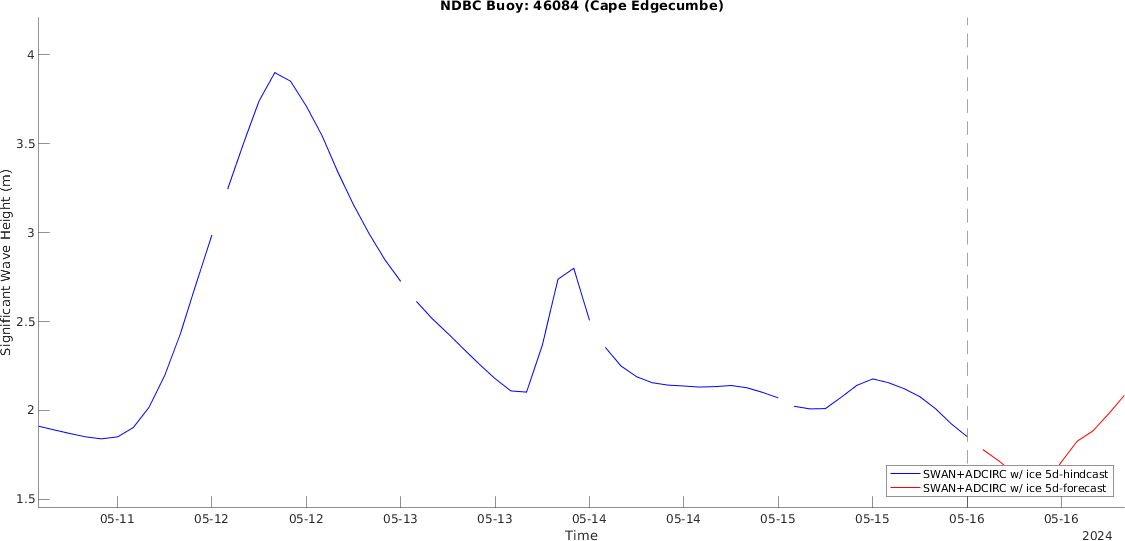 NDBC Buoy: 46084 (Cape Edgecumbe)
Significant Wave Height (m)
4
3.5
3
2.5
2
1.5
SWAN+ADCIRC w/ ice 5d-hindcast
SWAN+ADCIRC w/ ice 5d-forecast
05-11 05-12 05-12 05-13 05-13 05-14 05-14 05-15 05-15 05-16 05-16
Time
2024